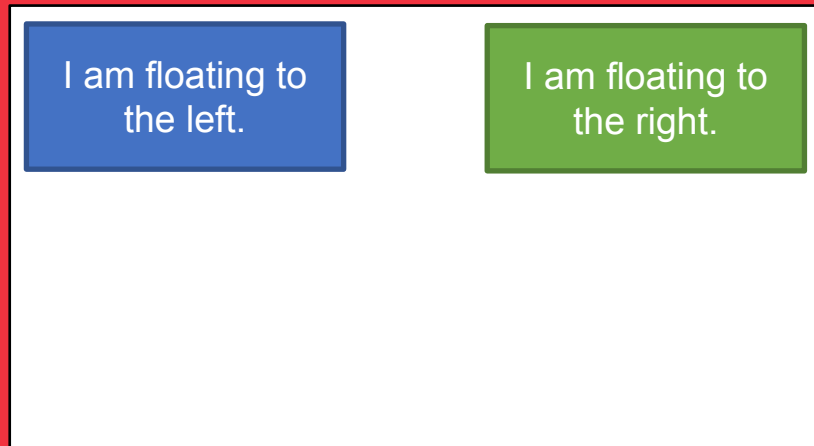 I am floating to
the left.
I am floating to
the right.